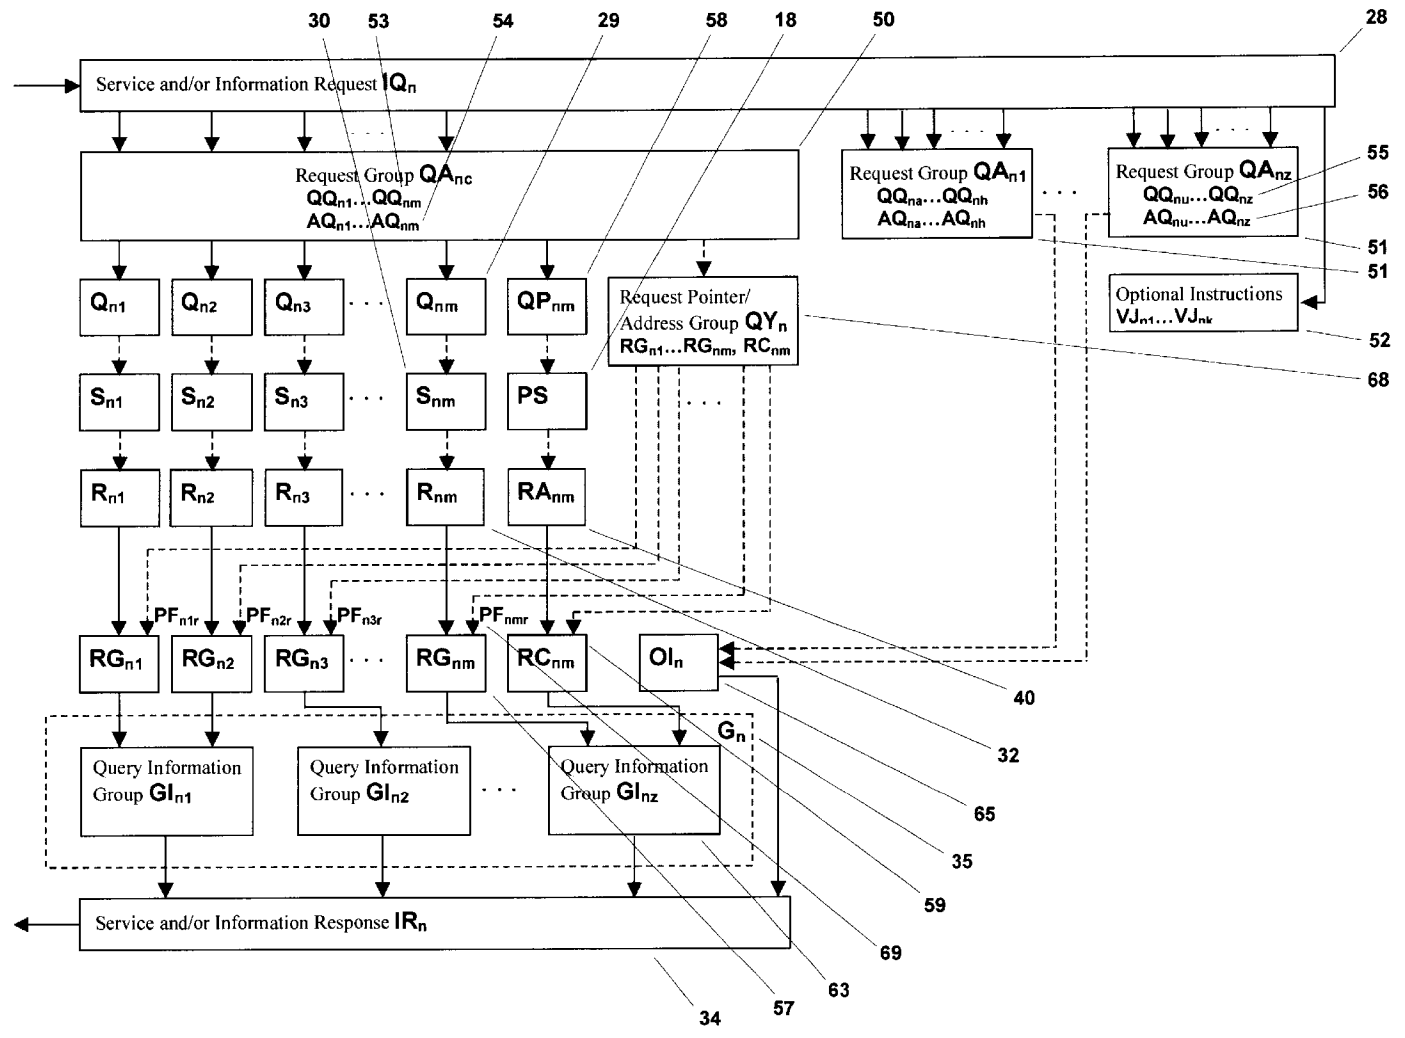 30 53 54 29 58 18 50 28
Service and/or Information Request IQn
. . . .
. . . .
. . . .
Request Group QAnc
QQn1...QQnm
AQn1...AQnm
Request Group QAn1
QQna...QQnh
AQna...AQnh
. . . .
Request Group QAnz
QQnu...QQnz
AQnu...AQnz
55
56
51
51
Qn1 Qn2 Qn3 . . . . Qnm QPnm
Request Pointer/
Address Group QYn
RGn1...RGnm, RCnm
Optional Instructions
VJn1...VJnk
52
68
Sn1 Sn2 Sn3 . . . . Snm PS . . . .
Rn1 Rn2 Rn3 . . . . Rnm RAnm
PFn1r PFn2r PFn3r PFnmr
RGn1 RGn2 RGn3 . . . . RGnm RCnm OIn
40
Gn
32
Query Information
Group GIn1
Query Information
Group GIn2
. . . .
Query Information
Group GInz
65
35
59
Service and/or Information Response IRn
69
63
57
34